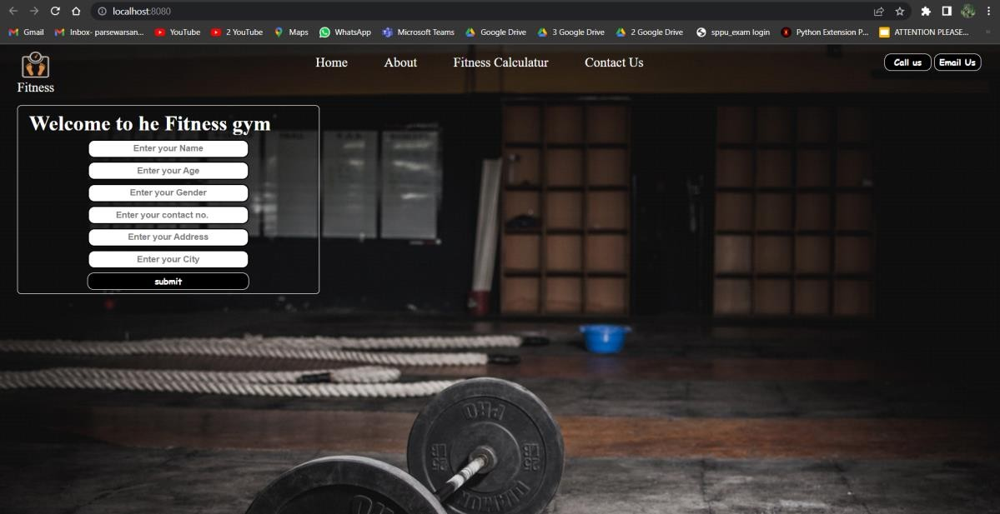 localhost:8080
Gmail Inbox- parsewarsan... YouTube 2 YouTube Maps WhatsApp Microsoft Teams Google Drive 3 Google Drive 2 Google Drive sppu_exam login Python Extension P... ATTENTION PLEASE...
Home About Fitness Calculatur Contact Us Call us Email Us
Fitness
Welcome to he Fitness gym
Enter your Name
Enter your Age
Enter your Gender
Enter your contact no.
Enter your Address
Enter your City
submit
PRO
55 25